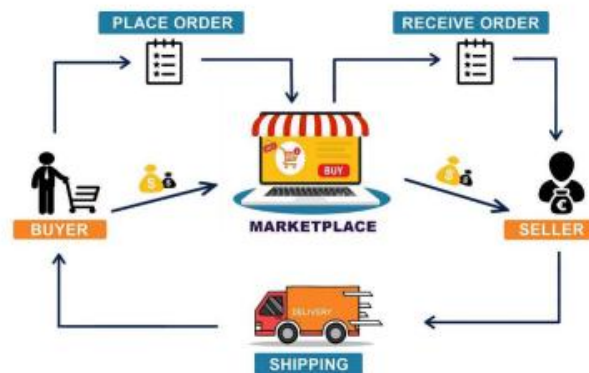 PLACE ORDER
RECEIVE ORDER
BUY
$
$
MARKETPLACE
BUYER
€
SELLER
DELIVERY
SHIPPING